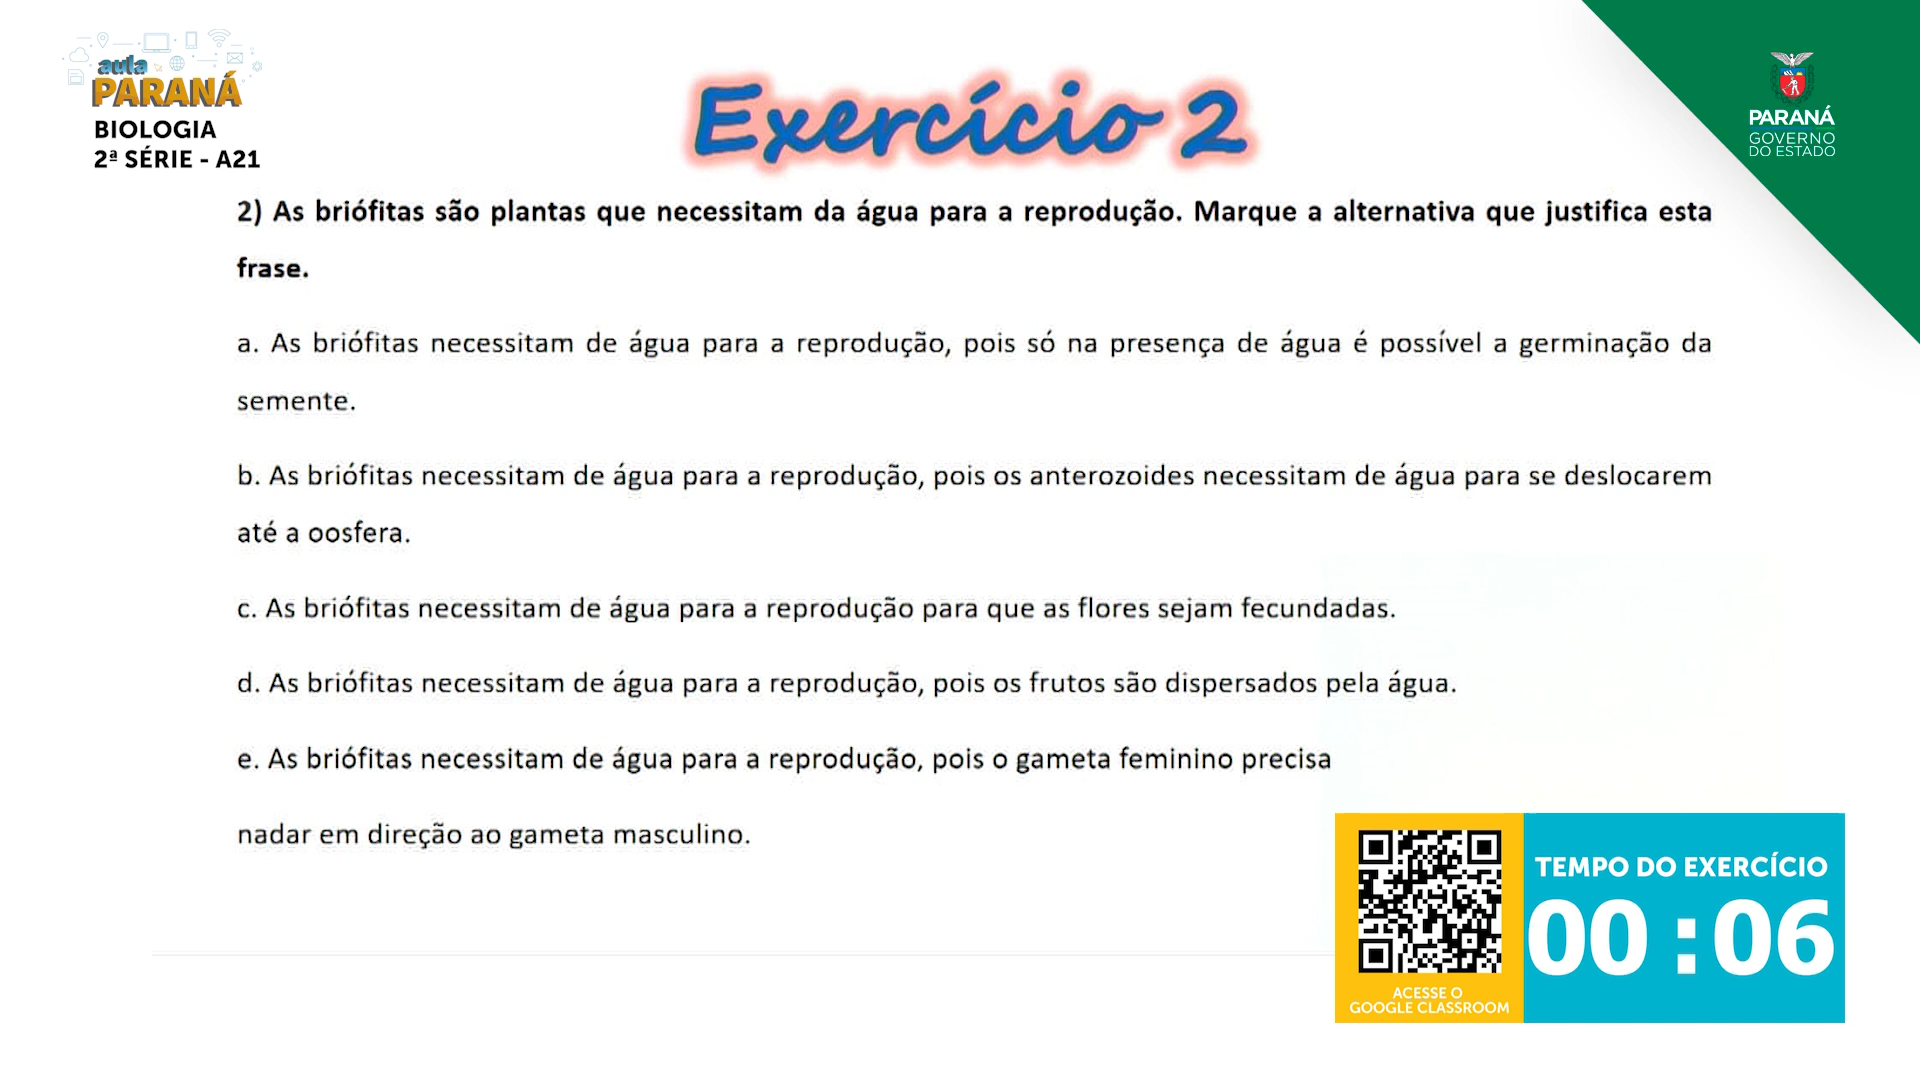 aula
PARANÁ
BIOLOGIA
2ª SÉRIE - A21
Exercício 2
PARANÁ
GOVERNO
DO ESTADO
2) As briófitas são plantas que necessitam da água para a reprodução. Marque a alternativa que justifica esta
frase.
a. As briófitas necessitam de água para a reprodução, pois só na presença de água é possível a germinação da
semente.
b. As briófitas necessitam de água para a reprodução, pois os anterozoides necessitam de água para se deslocarem
até a oosfera.
c. As briófitas necessitam de água para a reprodução para que as flores sejam fecundadas.
d. As briófitas necessitam de água para a reprodução, pois os frutos são dispersados pela água.
e. As briófitas necessitam de água para a reprodução, pois o gameta feminino precisa
nadar em direção ao gameta masculino.
TEMPO DO EXERCÍCIO
00 : 06
ACESSE O
GOOGLE CLASSROOM